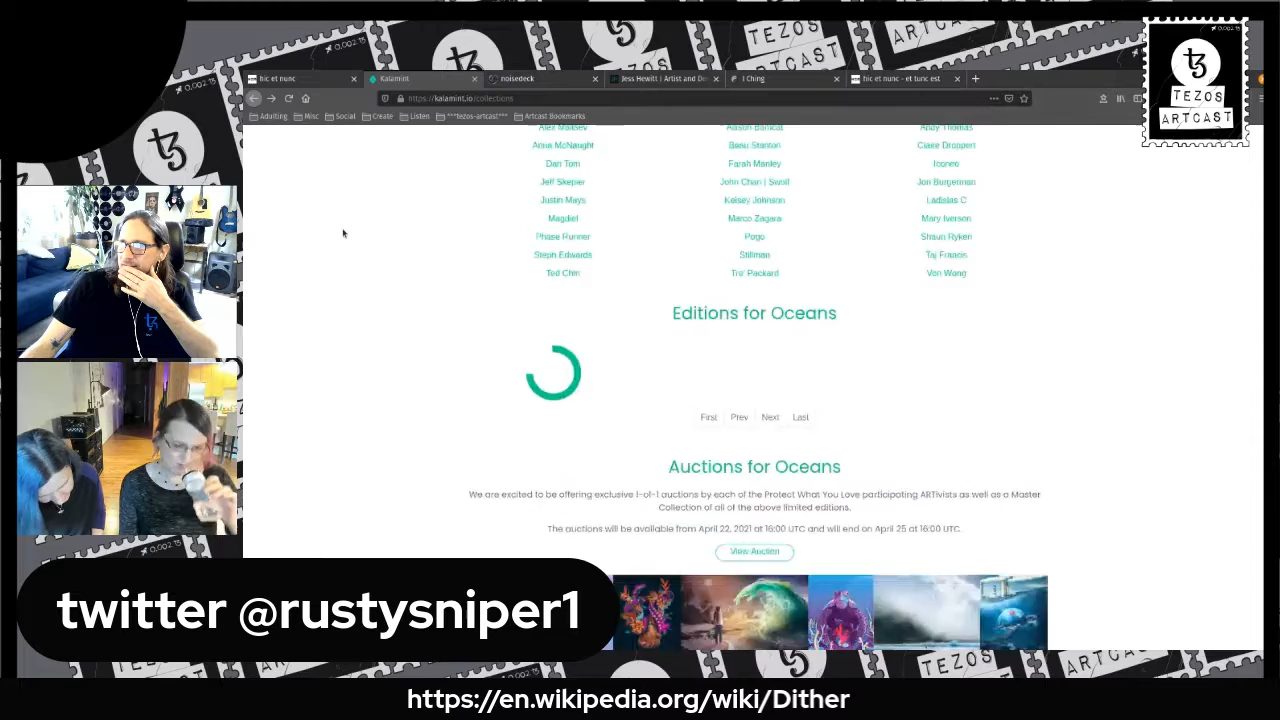 TEZOS
ARTCAST
hic et nunc
Kalamint
noisedeck
Jess Hewitt | Artist and De
I Ching
hic et nunc - et tunc est
https://kalamint.io/collections
Adulting
Misc
Social
Create
Listen
***tezos-artcast***
Artcast Bookmarks
TEZOS
ARTCAST
Anna McNaught
Beau Stanton
Claire Droppert
Dan Tom
Farah Manley
Iconeo
Jeff Skepier
John Chan | Swolf
Jon Burgerman
Justin Mays
Kelsey Johnson
Ladislas C
Magdiel
Marco Zagara
Mary Iverson
Phase Runner
Pogo
Shaun Ryken
Steph Edwards
Stillman
Taj Francis
Ted Chin
Tre' Packard
Von Wong
Editions for Oceans
First
Prev
Next
Last
Auctions for Oceans
We are excited to be offering exclusive 1-of-1 auctions by each of the Protect What You Love participating ARTivists as well as a Master
Collection of all of the above limited editions.
The auctions will be available from April 22, 2021 at 16:00 UTC and will end on April 25 at 16:00 UTC.
View Auction
twitter @rustysniper1
TEZOS
https://en.wikipedia.org/wiki/Dither